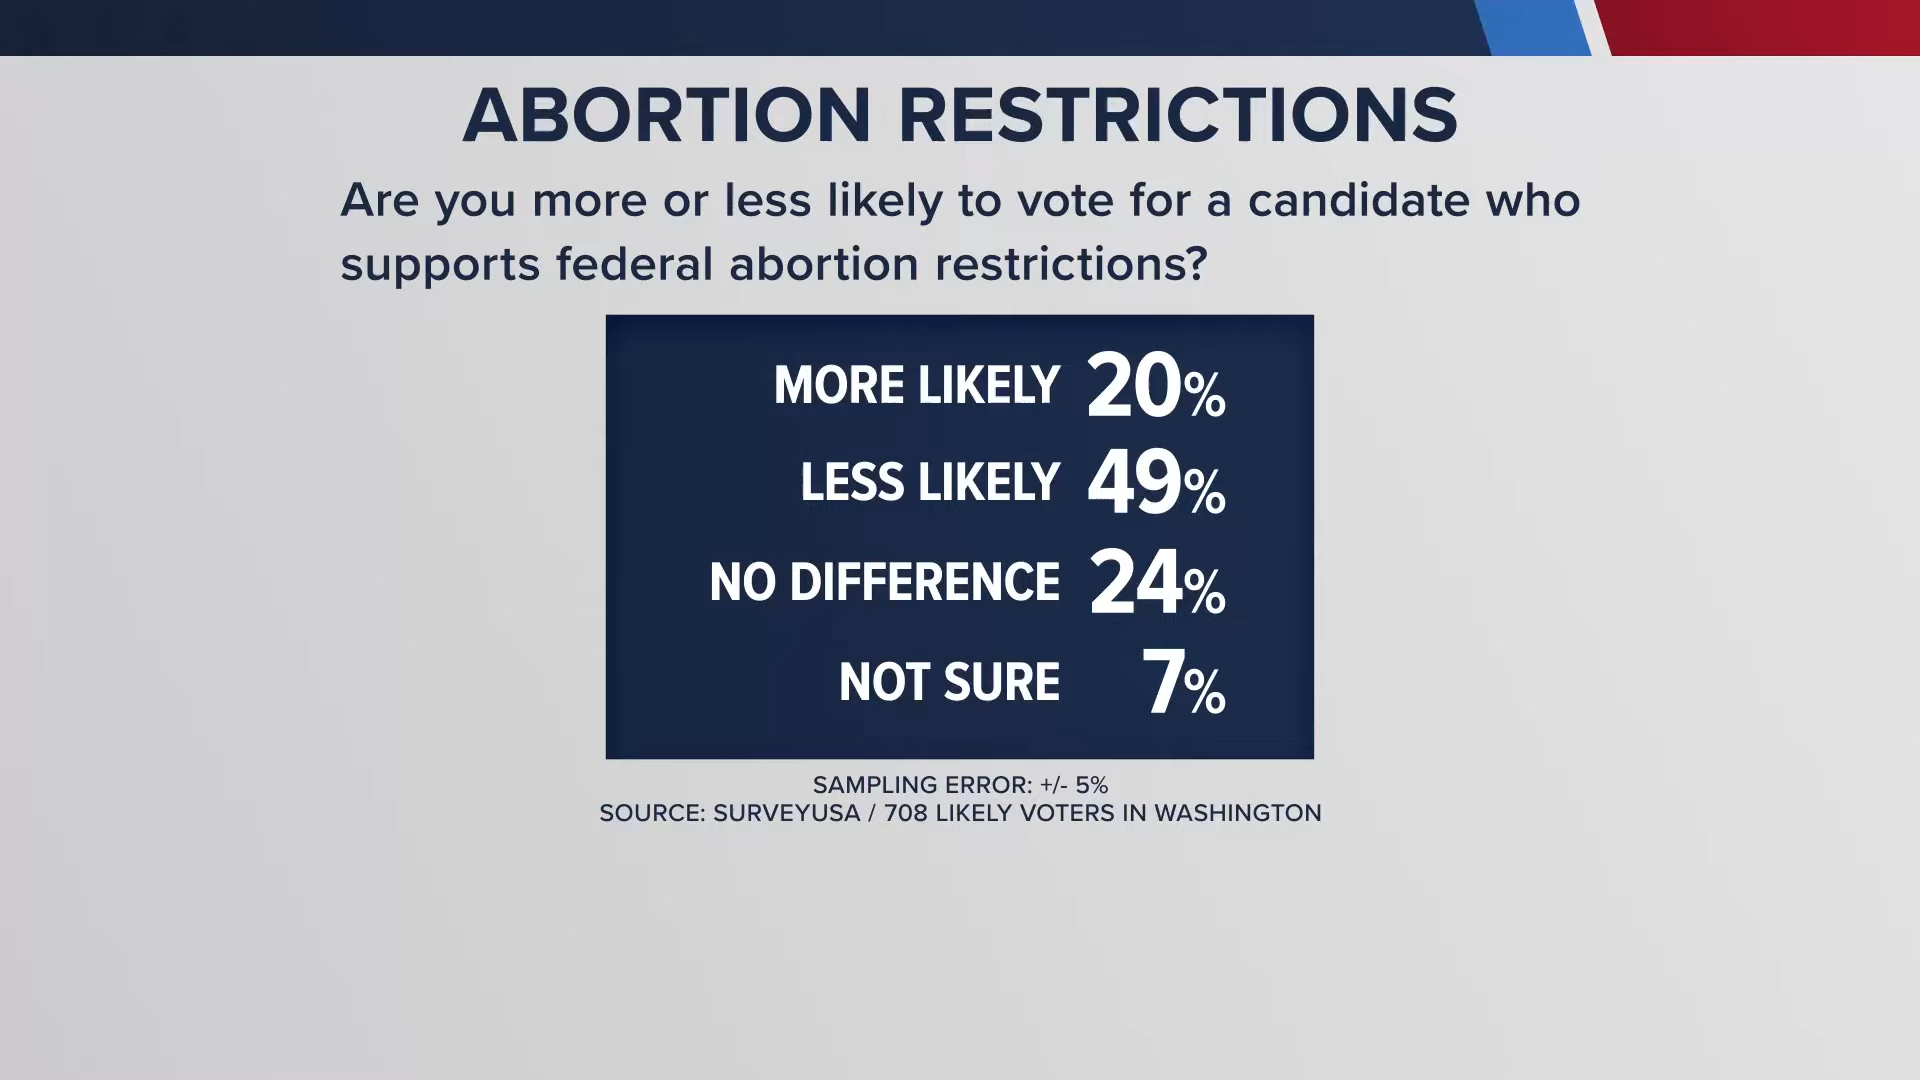 ABORTION RESTRICTIONS
Are you more or less likely to vote for a candidate who
supports federal abortion restrictions?
MORE LIKELY 20%
LESS LIKELY 49%
NO DIFFERENCE 24%
NOT SURE 7%
SAMPLING ERROR: +/- 5%
SOURCE: SURVEYUSA / 708 LIKELY VOTERS IN WASHINGTON